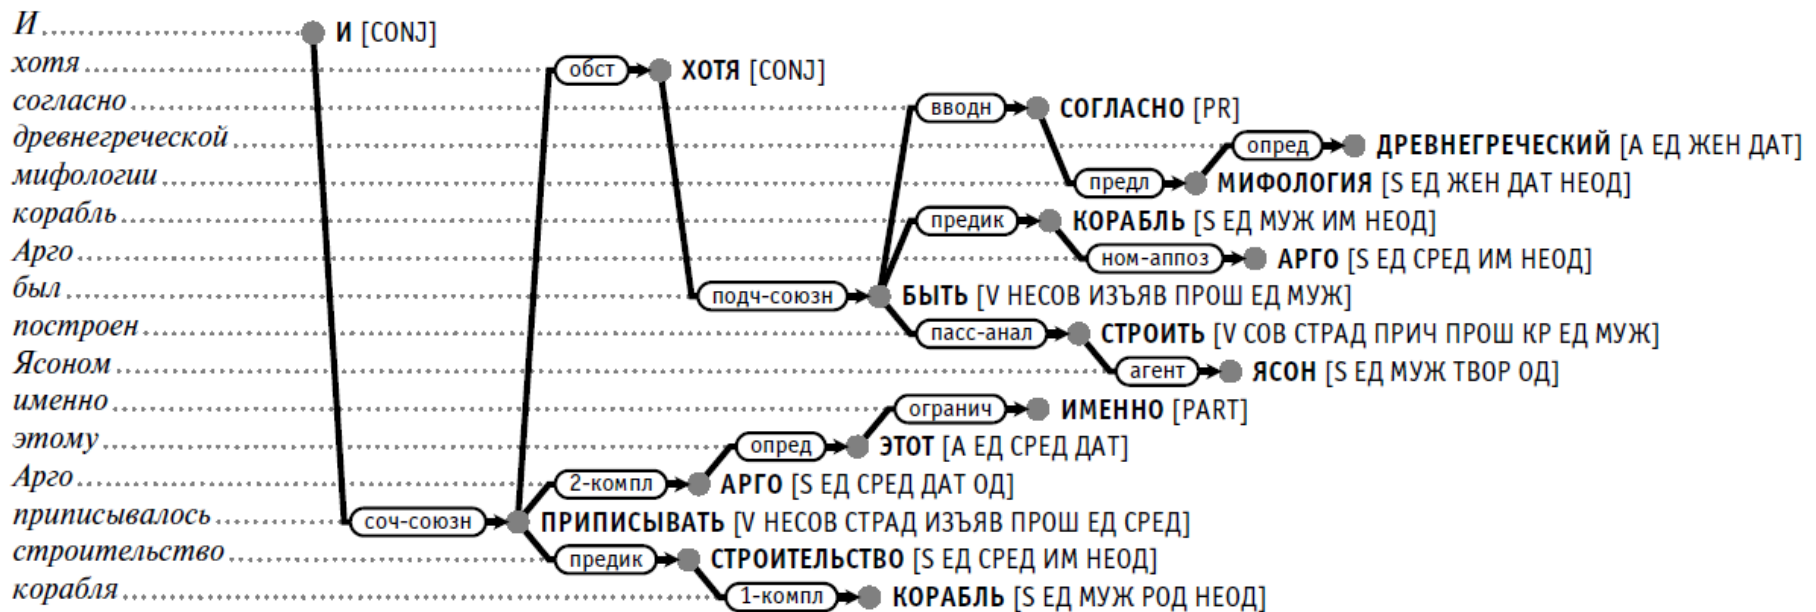 И И [CONJ]
хотя обст ХОТЯ [CONJ]
согласно вводн СОГЛАСНО [PR]
древнегреческой опред ДРЕВНЕГРЕЧЕСКИЙ [A ЕД ЖЕН ДАТ]
мифологии предл МИФОЛОГИЯ [S ЕД ЖЕН ДАТ НЕОД]
корабль предик КОРАБЛЬ [S ЕД МУЖ ИМ НЕОД]
Арго ном-аппоз АРГО [S ЕД СРЕД ИМ НЕОД]
был подч-союзн БЫТЬ [V НЕСОВ ИЗЪЯВ ПРОШ ЕД МУЖ]
построен пасс-анал СТРОИТЬ [V СОВ СТРАД ПРИЧ ПРОШ КР ЕД МУЖ]
Ясоном агент ЯСОН [S ЕД МУЖ ТВОР ОД]
именно огранич ИМЕННО [PART]
этому опред ЭТОТ [A ЕД СРЕД ДАТ]
Арго 2-компл АРГО [S ЕД СРЕД ДАТ ОД]
приписывалось соч-союзн ПРИПИСЫВАТЬ [V НЕСОВ СТРАД ИЗЪЯВ ПРОШ ЕД СРЕД]
строительство предик СТРОИТЕЛЬСТВО [S ЕД СРЕД ИМ НЕОД]
корабля 1-компл КОРАБЛЬ [S ЕД МУЖ РОД НЕОД]